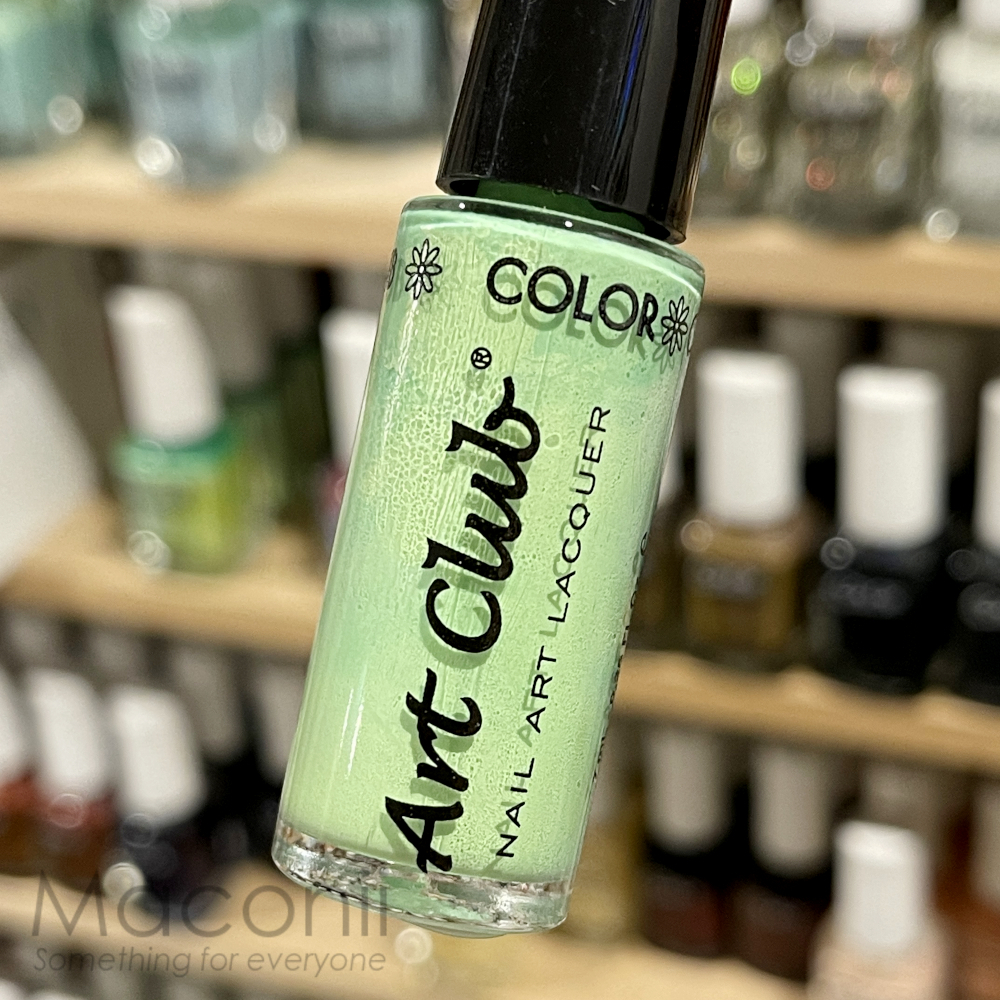 COLOR
Art Club®
NAIL ART LACQUER
Maconii
Something for everyone